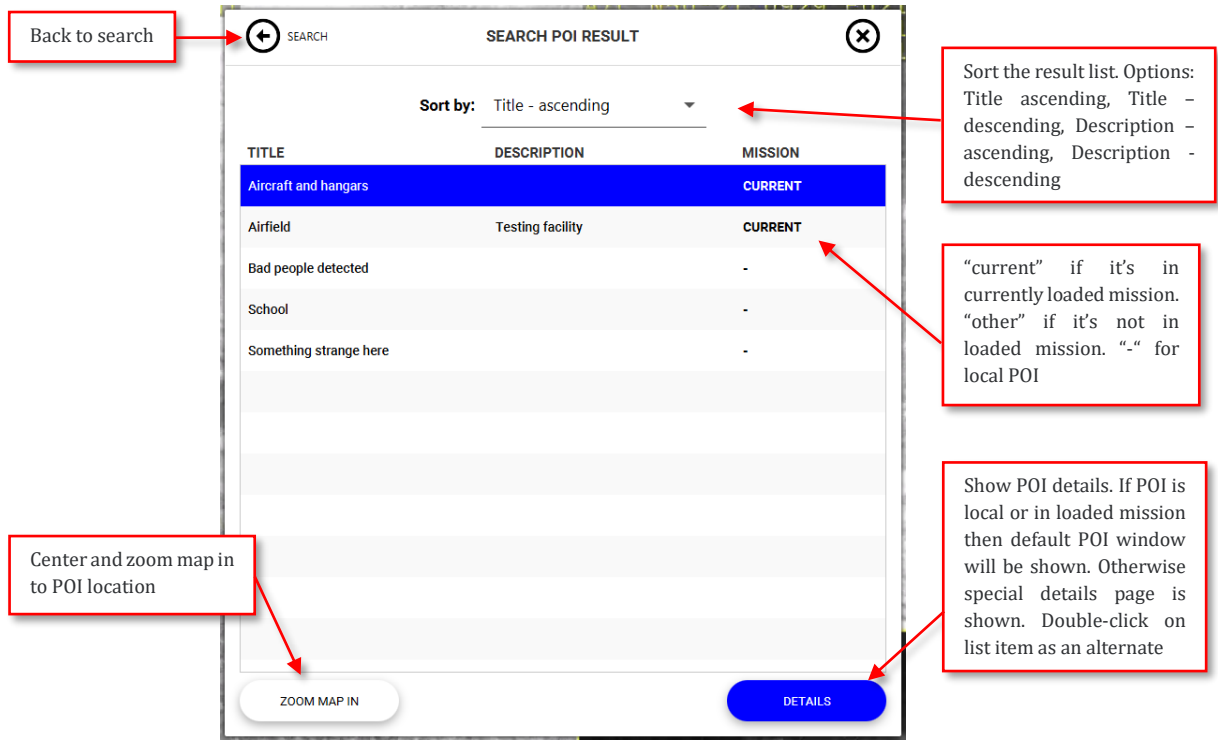 Back to search
SEARCH
SEARCH POI RESULT
Sort by: Title - ascending
Sort the result list. Options:
Title ascending, Title –
descending, Description –
ascending, Description -
descending
TITLE DESCRIPTION MISSION
Aircraft and hangars CURRENT
Airfield Testing facility CURRENT
Bad people detected -
School -
Something strange here -
“current” if it’s in
currently loaded mission.
“other” if it’s not in
loaded mission. “-“ for
local POI
Show POI details. If POI is
local or in loaded mission
then default POI window
will be shown. Otherwise
special details page is
shown. Double-click on
list item as an alternate
Center and zoom map in
to POI location
ZOOM MAP IN
DETAILS